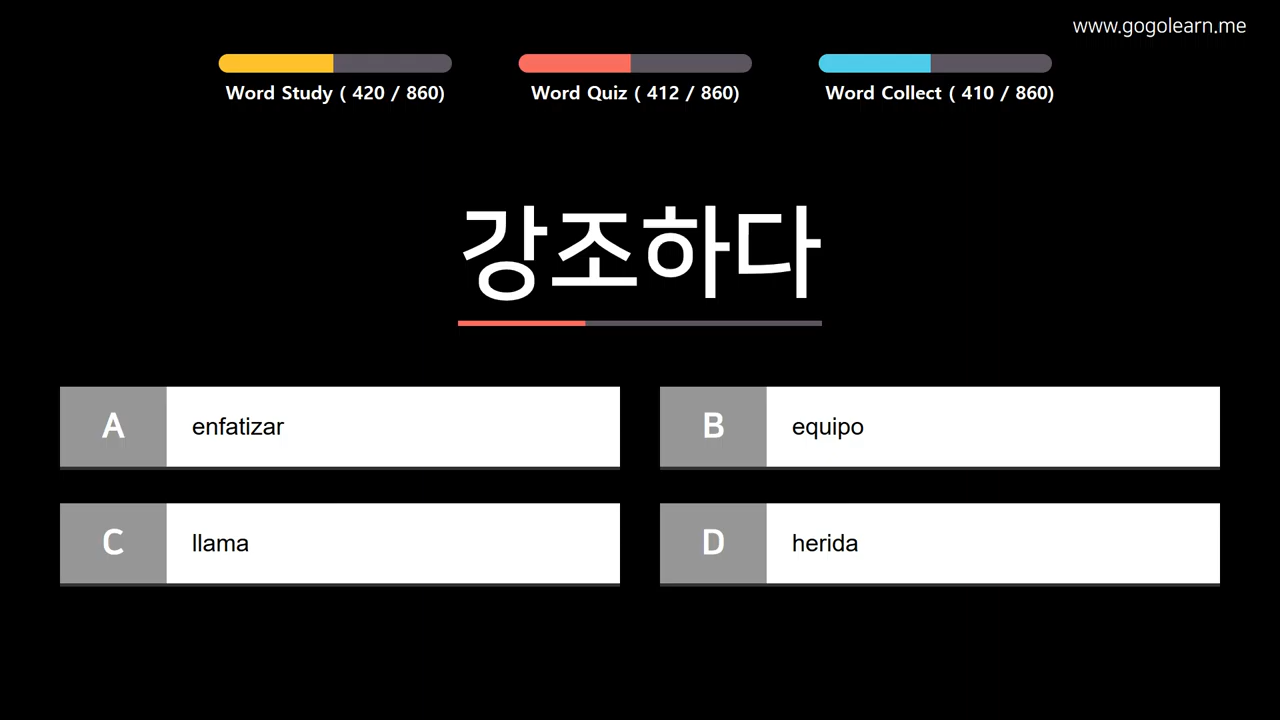 www.gogolearn.me
Word Study ( 420 / 860)
Word Quiz ( 412 / 860)
Word Collect ( 410 / 860)
강조하다
A
enfatizar
B
equipo
C
llama
D
herida